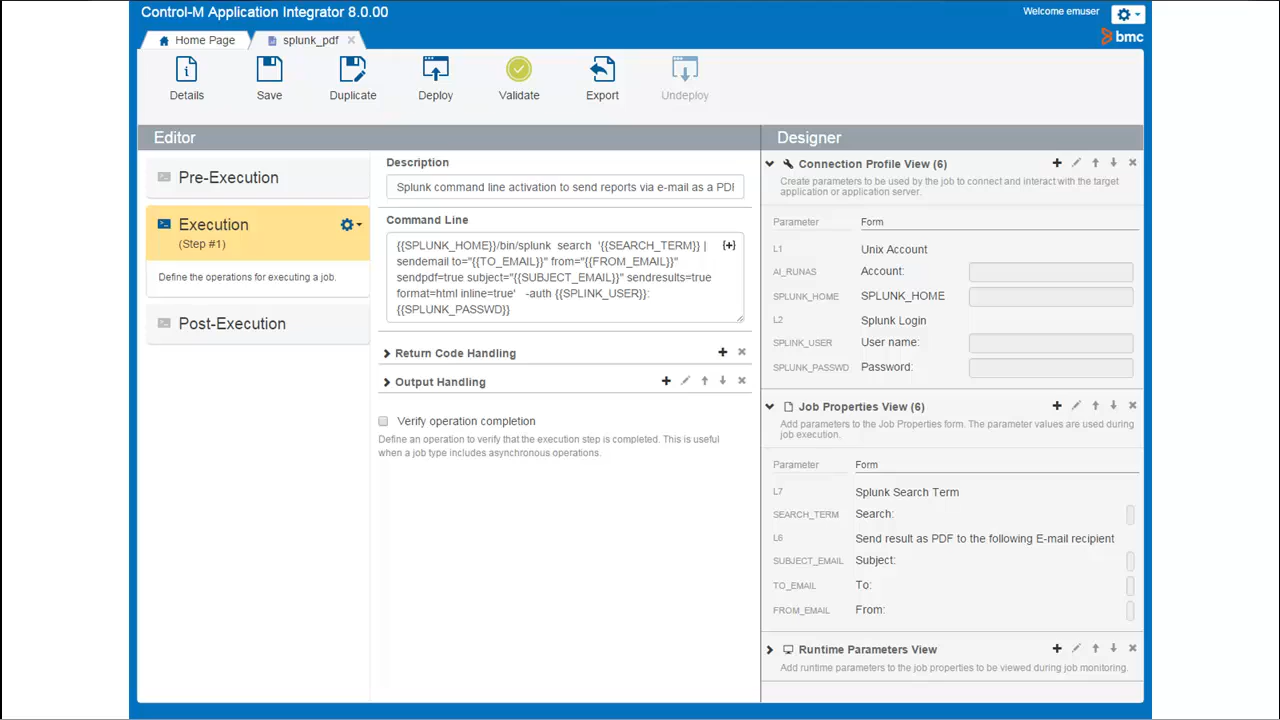 Control-M Application Integrator 8.0.00
Welcome emuser
bmc
Home Page
splunk_pdf
Details
Save
Duplicate
Deploy
Validate
Export
Undeploy
Editor
Pre-Execution
Execution
(Step #1)
Define the operations for executing a job.
Post-Execution
Description
Splunk command line activation to send reports via e-mail as a PDF
Command Line
{{SPLUNK_HOME}}/bin/splunk search '{{SEARCH_TERM}} |
sendemail to="{{TO_EMAIL}}" from="{{FROM_EMAIL}}"
sendpdf=true subject="{{SUBJECT_EMAIL}}" sendresults=true
format=html inline=true' -auth {{SPLINK_USER}}:
{{SPLUNK_PASSWD}}
Return Code Handling
Output Handling
Verify operation completion
Define an operation to verify that the execution step is completed. This is useful
when a job type includes asynchronous operations.
Designer
Connection Profile View (6)
Create parameters to be used by the job to connect and interact with the target
application or application server.
Parameter Form
L1 Unix Account
AI_RUNAS Account:
SPLUNK_HOME SPLUNK_HOME
L2 Splunk Login
SPLINK_USER User name:
SPLUNK_PASSWD Password:
Job Properties View (6)
Add parameters to the Job Properties form. The parameter values are used during
job execution.
Parameter Form
L7 Splunk Search Term
SEARCH_TERM Search:
L6 Send result as PDF to the following E-mail recipient
SUBJECT_EMAIL Subject:
TO_EMAIL To:
FROM_EMAIL From:
Runtime Parameters View
Add runtime parameters to the job properties to be viewed during job monitoring.